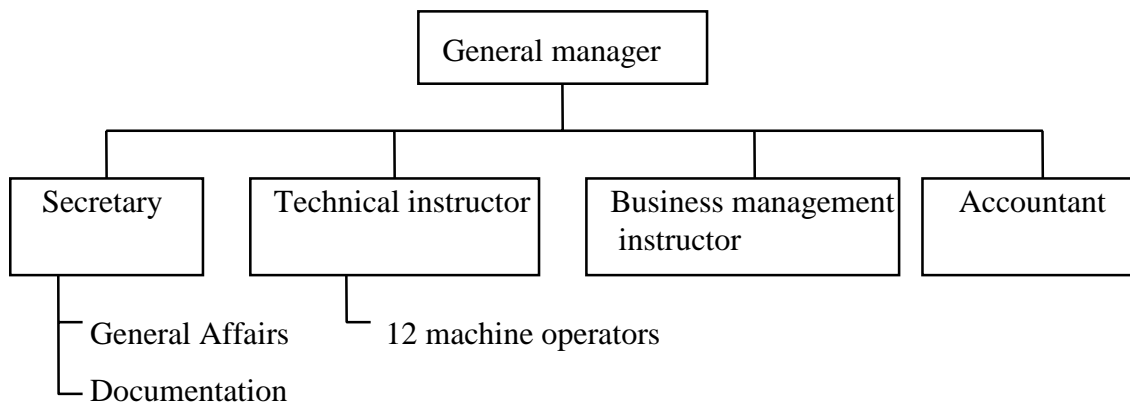 General manager
Secretary
Technical instructor
Business management
instructor
Accountant
General Affairs
12 machine operators
Documentation